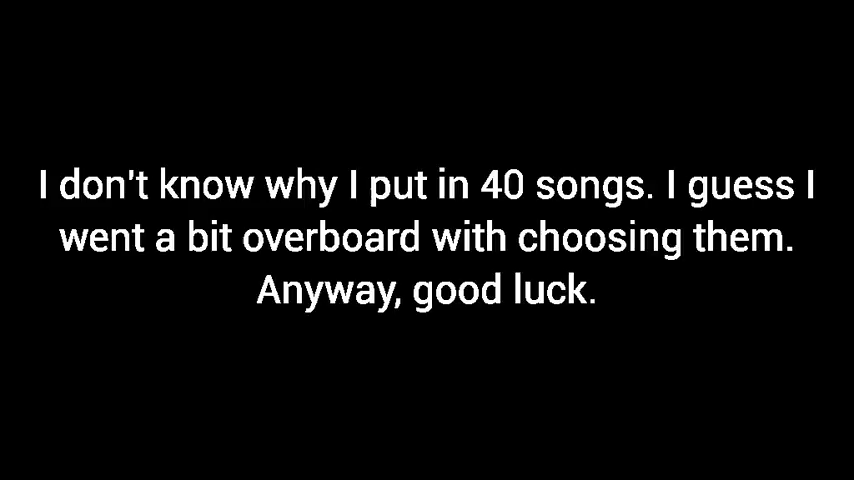 I don't know why I put in 40 songs. I guess I
went a bit overboard with choosing them.
Anyway, good luck.